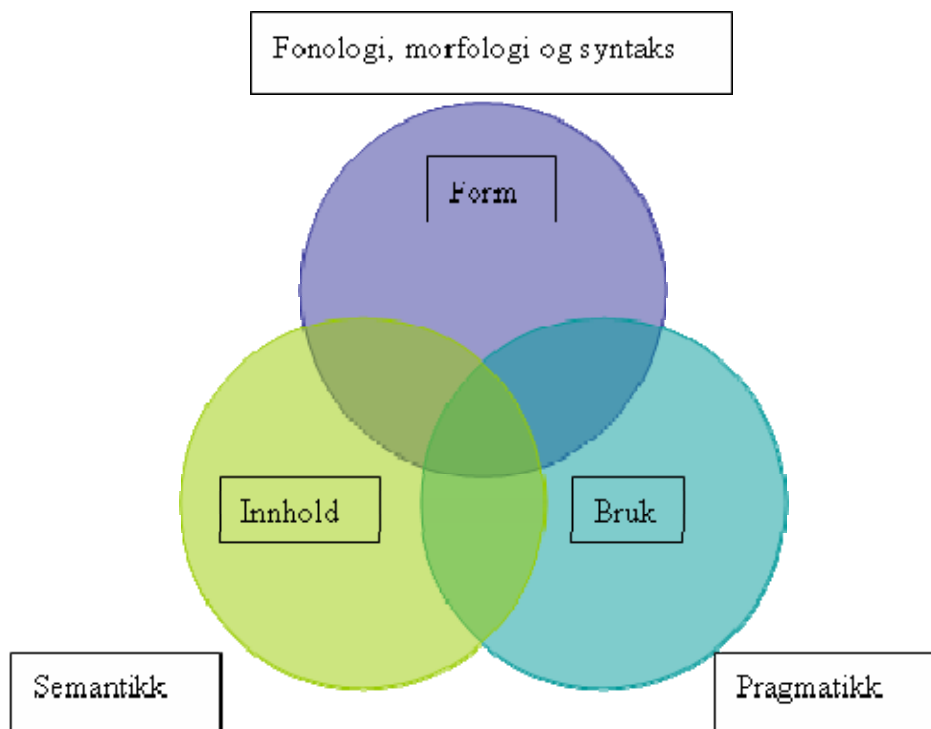 Fonologi, morfologi og syntaks
Form
Innhold
Bruk
Semantikk
Pragmatikk